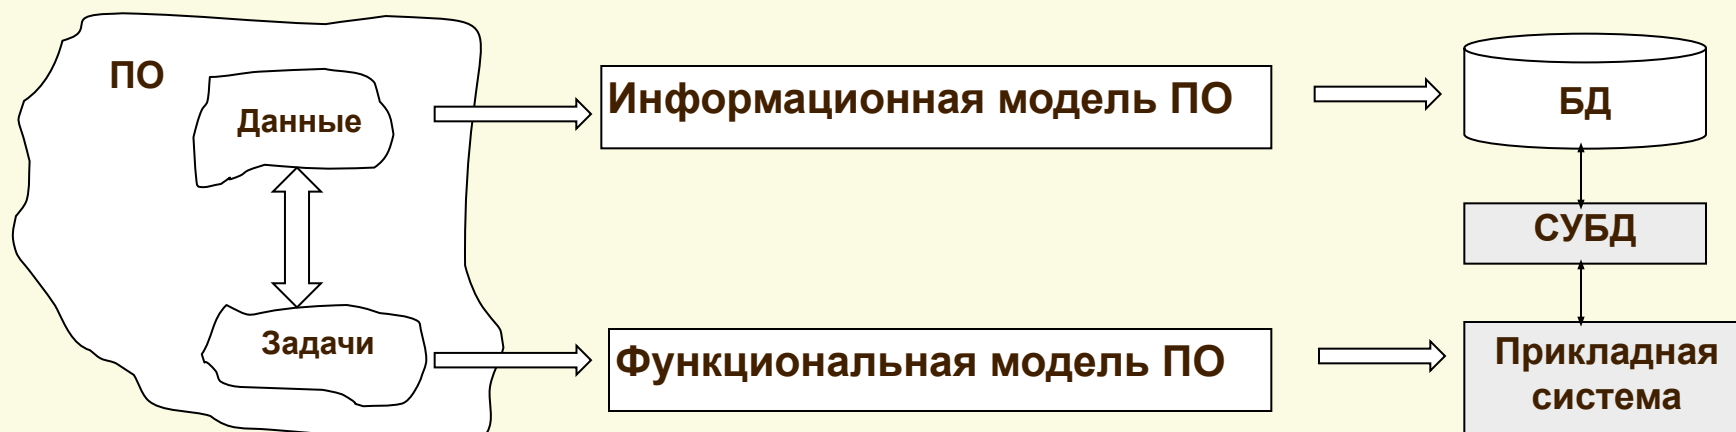 ПО
Данные
Задачи
Информационная модель ПО
Функциональная модель ПО
БД
СУБД
Прикладная
система